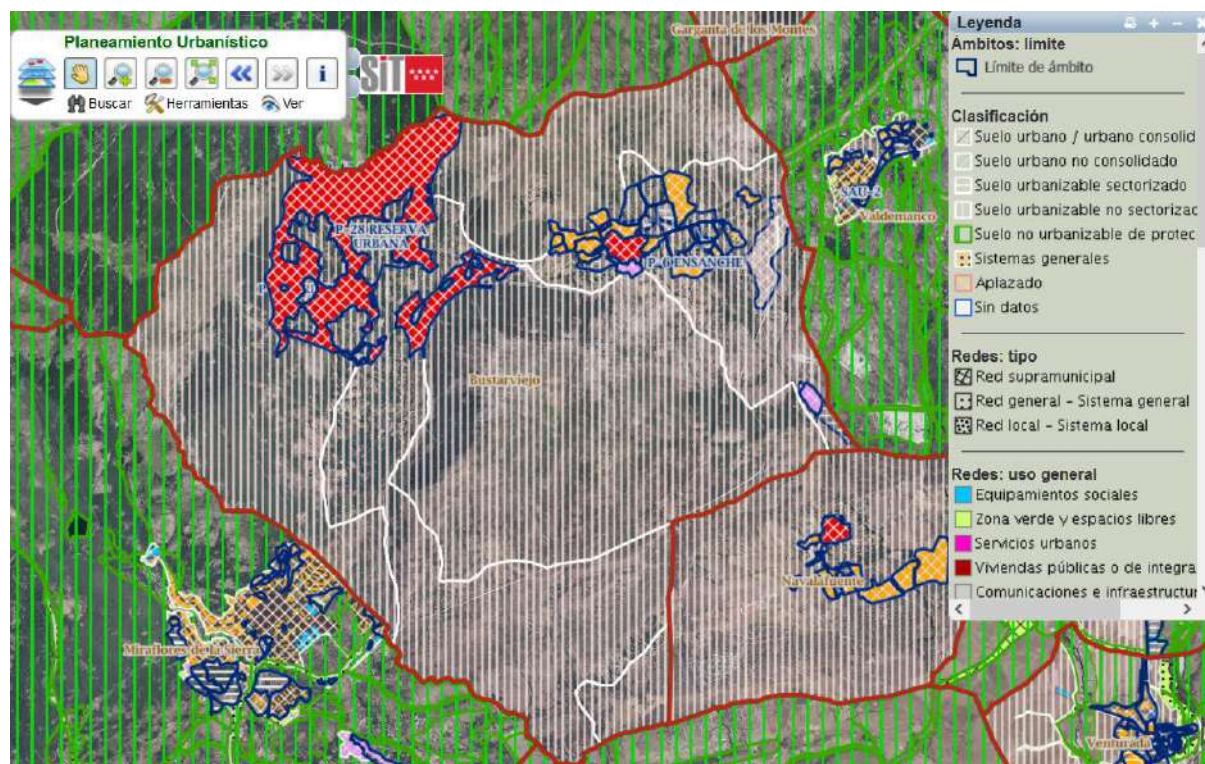 Planeamiento Urbanístico
Buscar
Herramientas
Ver
SiT
Garganta de los Montes
SAU-2
Valdemanco
P-28 RESERVA
URBANA
P-6 ENSANCHE
Bustarviejo
Navalafuente
Miraflores de la Sierra
Venturada
Leyenda
Ámbitos: límite
Límite de ámbito
Clasificación
Suelo urbano / urbano consolid
Suelo urbano no consolidado
Suelo urbanizable sectorizado
Suelo urbanizable no sectorizac
Suelo no urbanizable de protec
Sistemas generales
Aplazado
Sin datos
Redes: tipo
Red supramunicipal
Red general - Sistema general
Red local - Sistema local
Redes: uso general
Equipamientos sociales
Zona verde y espacios libres
Servicios urbanos
Viviendas públicas o de integra
Comunicaciones e infraestructur